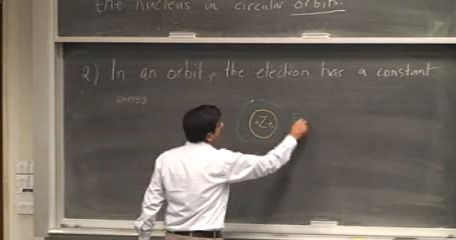 the nucleus in circular orbits.
2) In an orbit, the electron has a constant
energy
+Ze